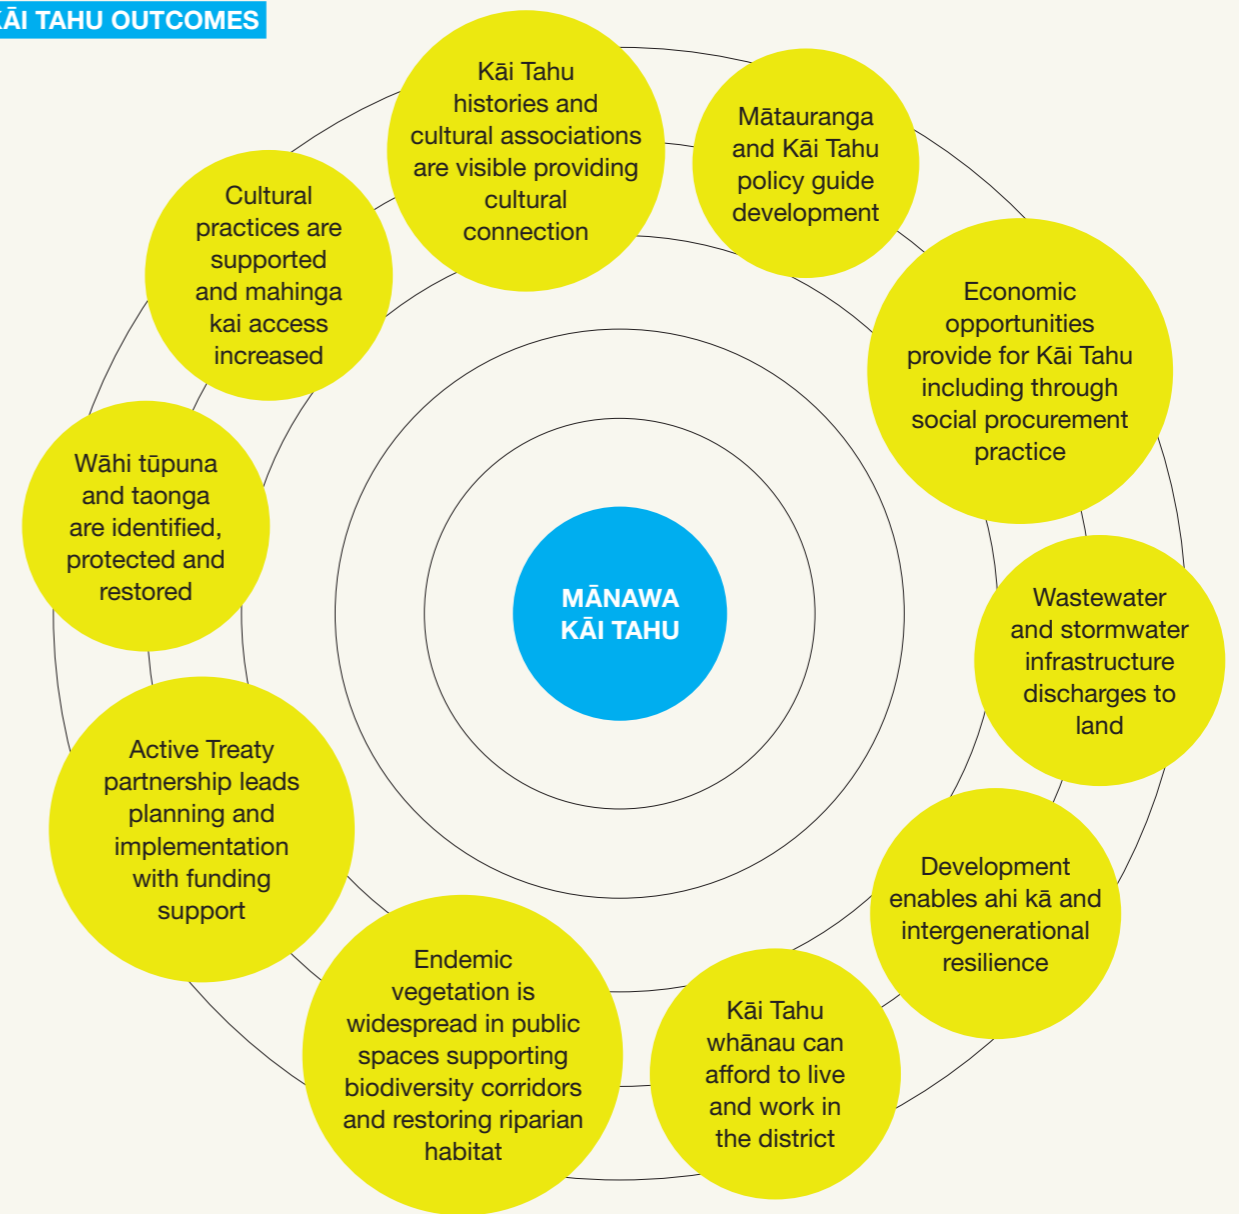 KĀI TAHU OUTCOMES
Kāi Tahu
histories and
cultural associations
are visible providing
cultural
connection
Mātauranga
and Kāi Tahu
policy guide
development
Economic
opportunities
provide for Kāi Tahu
including through
social procurement
practice
Wastewater
and stormwater
infrastructure
discharges to
land
Development
enables ahi kā and
intergenerational
resilience
Kāi Tahu
whānau can
afford to live
and work in
the district
Endemic
vegetation is
widespread in public
spaces supporting
biodiversity corridors
and restoring riparian
habitat
Active Treaty
partnership leads
planning and
implementation
with funding
support
Wāhi tūpuna
and taonga
are identified,
protected and
restored
Cultural
practices are
supported
and mahinga
kai access
increased
MĀNAWA
KĀI TAHU